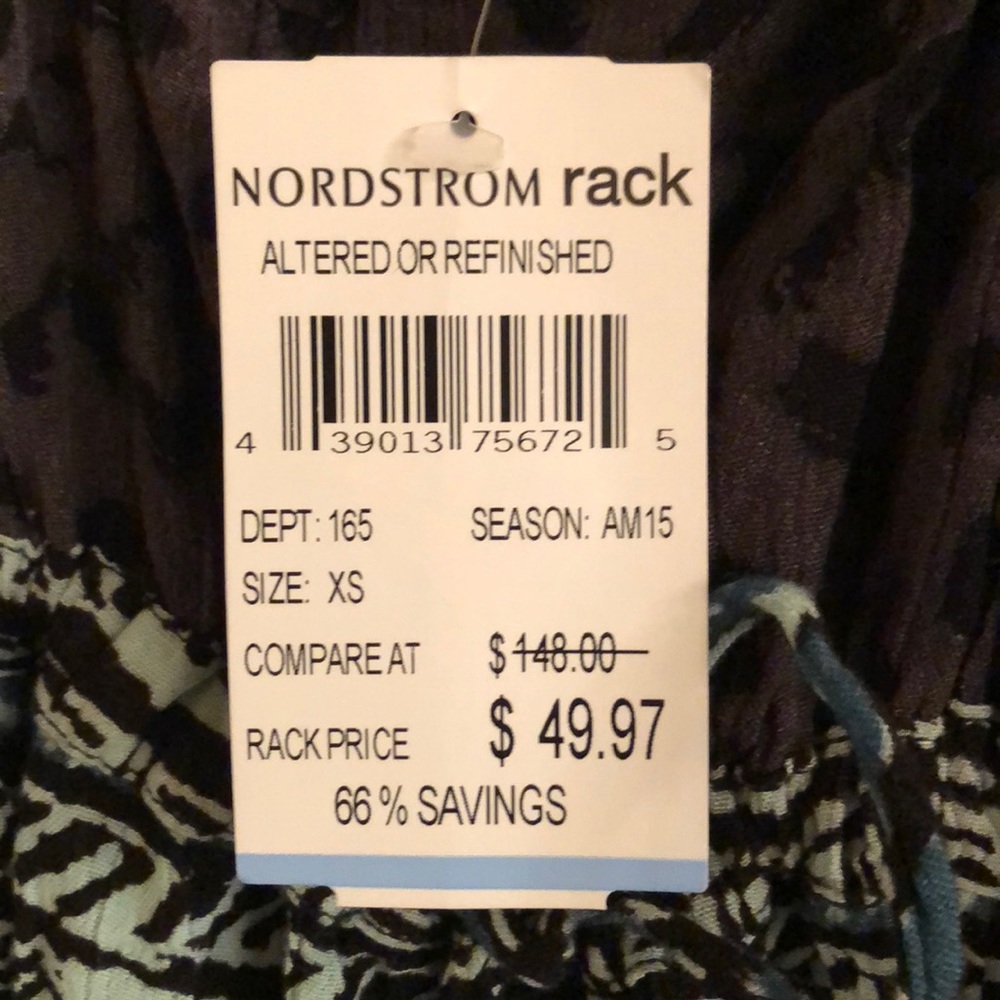 NORDSTROM rack
ALTERED OR REFINISHED
4 39013 75672 5
DEPT: 165 SEASON: AM15
SIZE: XS
COMPARE AT $ 148.00
RACK PRICE $ 49.97
66 % SAVINGS